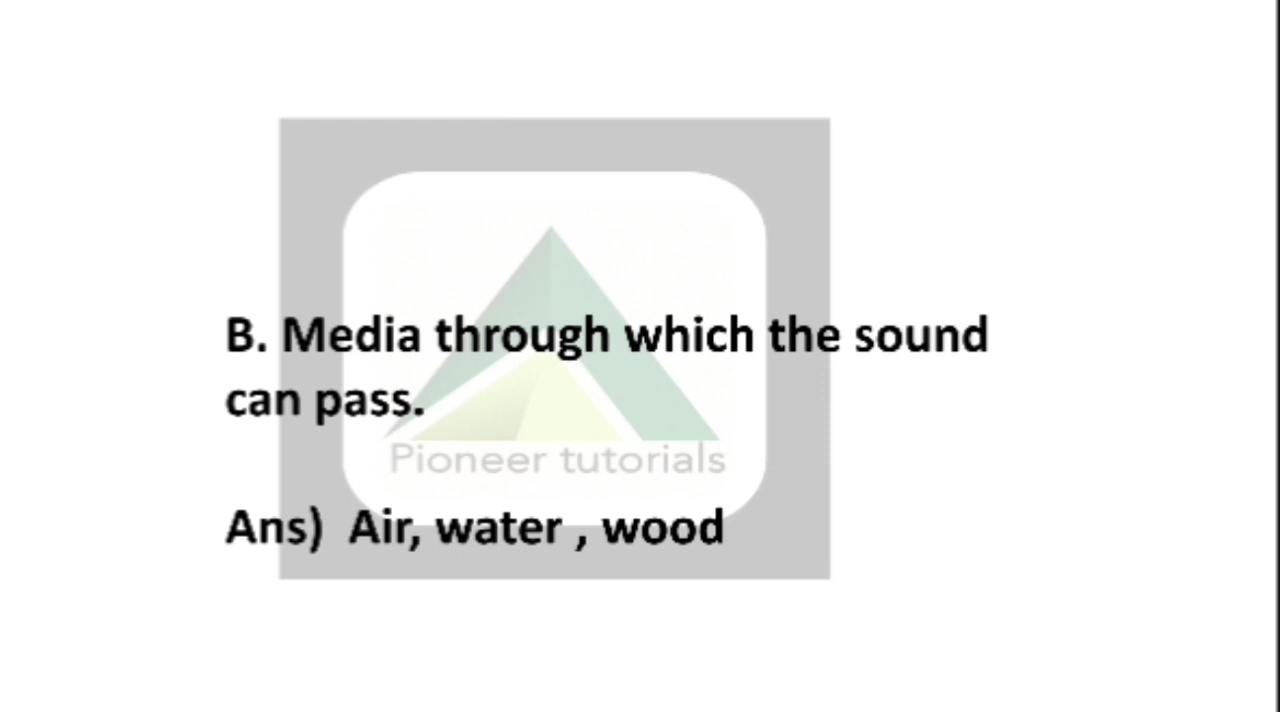 B. Media through which the sound
can pass.
Pioneer tutorials
Ans) Air, water , wood